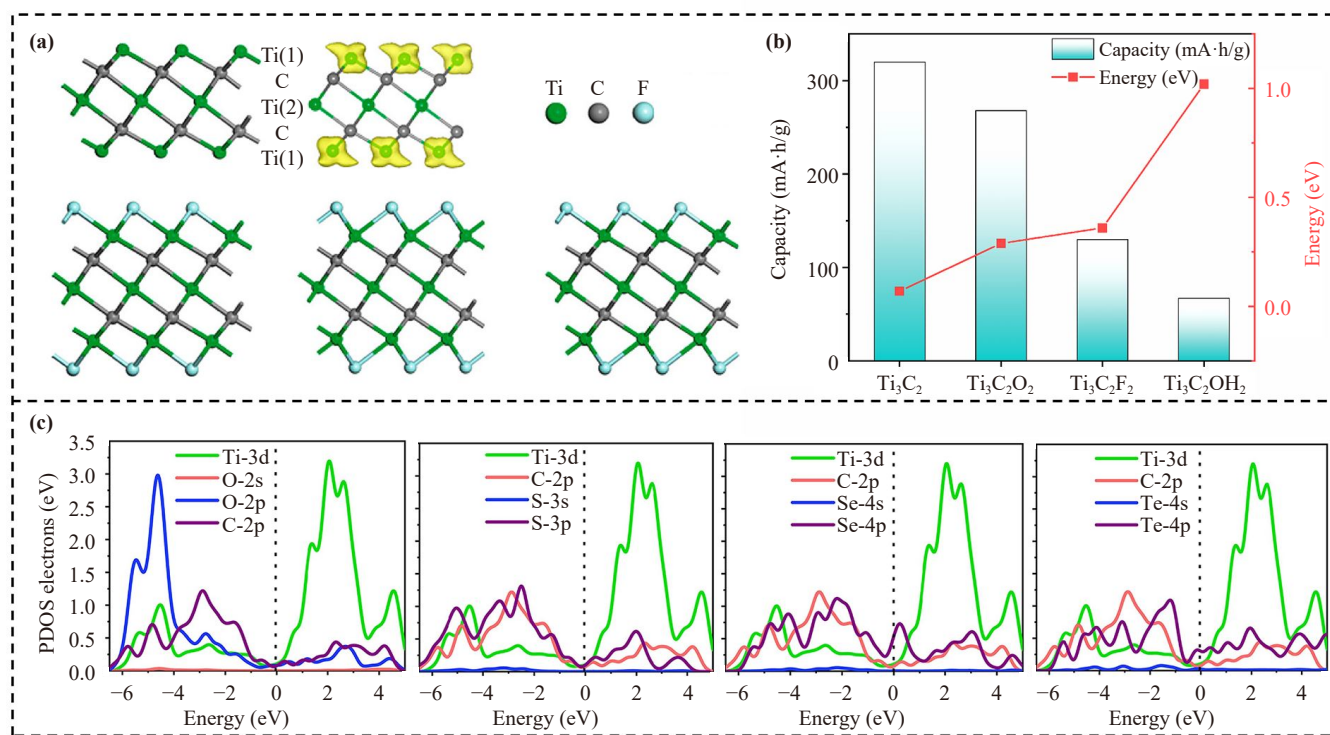 (a)
Ti(1)
C
Ti(2)
C
Ti(1)
Ti C F
(b)
Capacity (mA·h/g)
Energy (eV)
Capacity (mA·h/g)
300
200
100
0
Energy (eV)
1.0
0.5
0.0
Ti₃C₂ Ti₃C₂O₂ Ti₃C₂F₂ Ti₃C₂OH₂
(c)
PDOS electrons (eV)
3.5
3.0
2.5
2.0
1.5
1.0
0.5
0.0
Ti-3d
O-2s
O-2p
C-2p
−6 −4 −2 0 2 4
Energy (eV)
Ti-3d
C-2p
S-3s
S-3p
−6 −4 −2 0 2 4
Energy (eV)
Ti-3d
C-2p
Se-4s
Se-4p
−6 −4 −2 0 2 4
Energy (eV)
Ti-3d
C-2p
Te-4s
Te-4p
−6 −4 −2 0 2 4
Energy (eV)